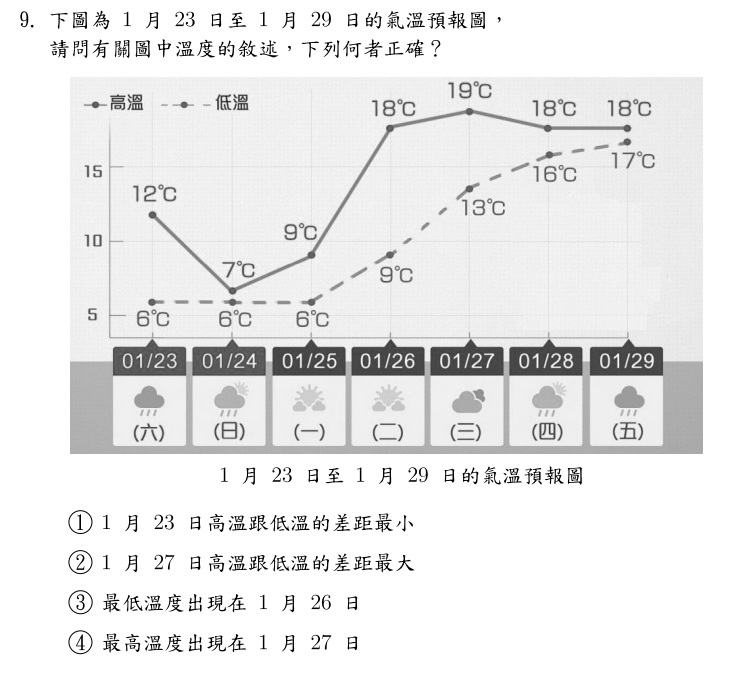 9. 下圖為 1 月 23 日至 1 月 29 日的氣溫預報圖，
請問有關圖中溫度的敘述，下列何者正確？
高溫 低溫
19℃
18℃ 18℃ 18℃
15
17℃
16℃
12℃
13℃
10
9℃
7℃
9℃
5
6℃ 6℃ 6℃
01/23 01/24 01/25 01/26 01/27 01/28 01/29
(六) (日) (一) (二) (三) (四) (五)
1 月 23 日至 1 月 29 日的氣溫預報圖
① 1 月 23 日高溫跟低溫的差距最小
② 1 月 27 日高溫跟低溫的差距最大
③ 最低溫度出現在 1 月 26 日
④ 最高溫度出現在 1 月 27 日